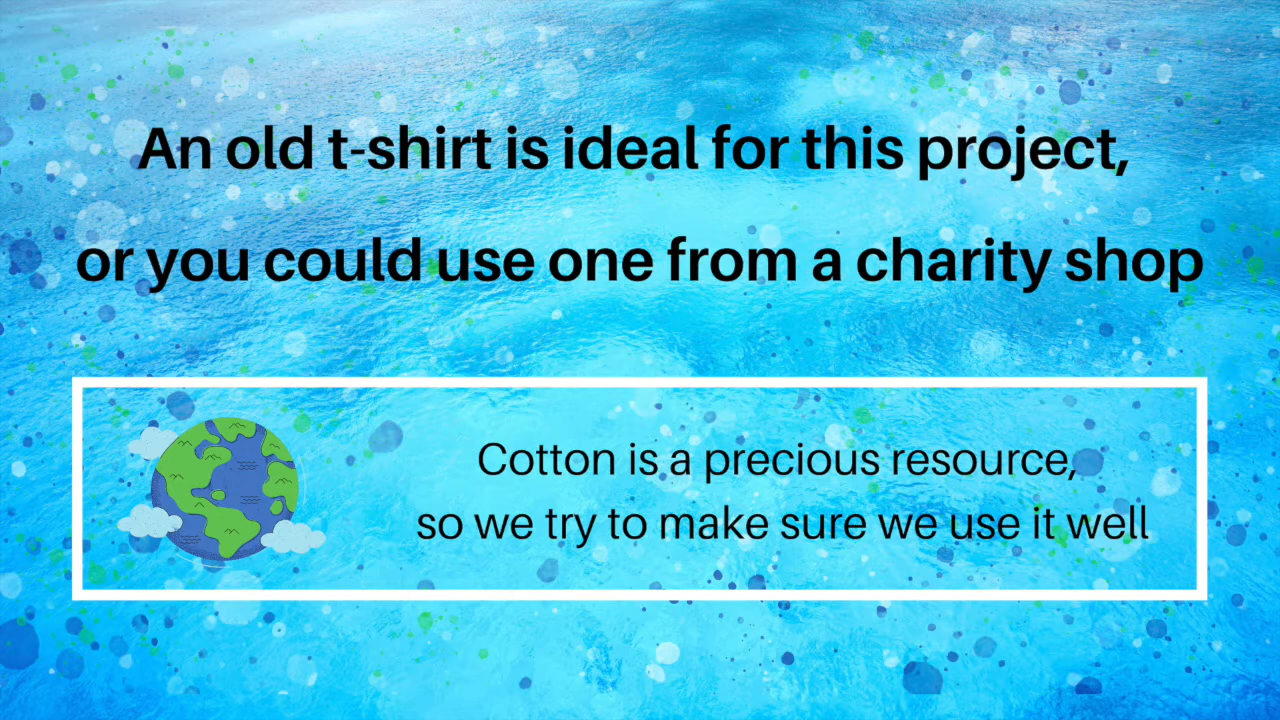 An old t-shirt is ideal for this project,
or you could use one from a charity shop
Cotton is a precious resource,
so we try to make sure we use it well